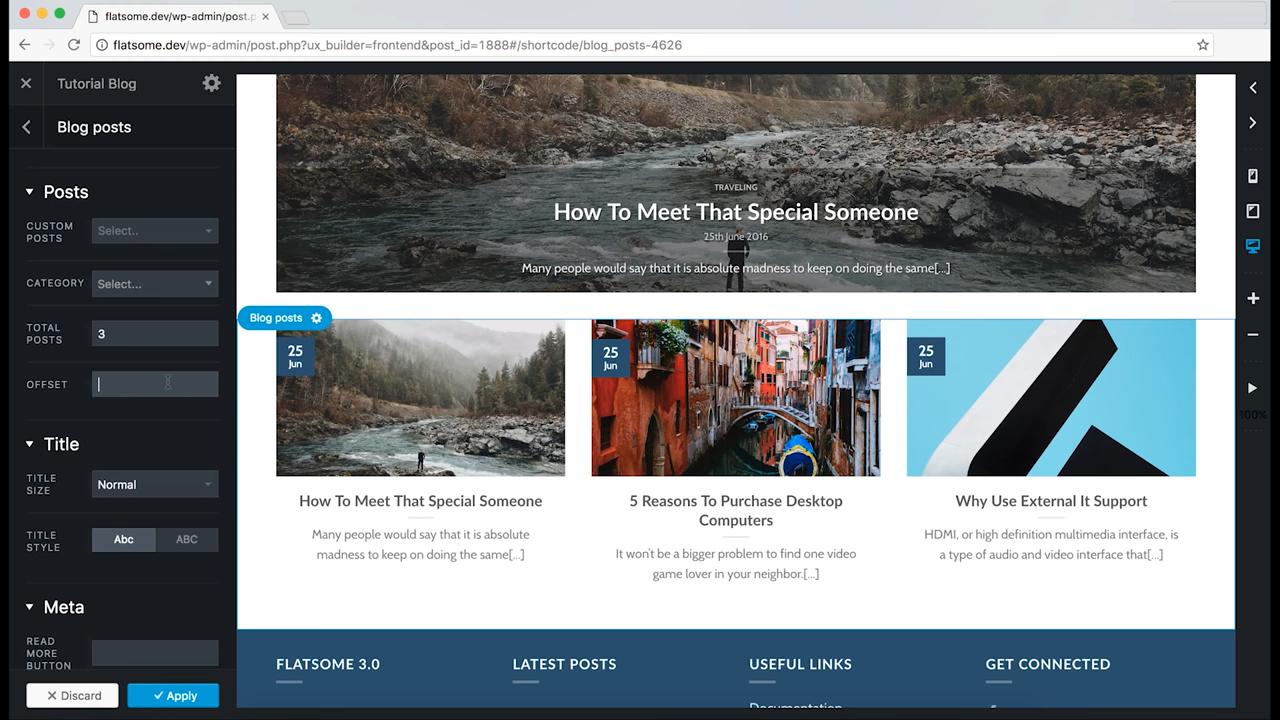 flatsome.dev/wp-admin/post.p
flatsome.dev/wp-admin/post.php?ux_builder=frontend&post_id=1888#/shortcode/blog_posts-4626
Tutorial Blog
Blog posts
Posts
CUSTOM
POSTS
Select..
CATEGORY
Select...
TOTAL
POSTS
3
OFFSET
Title
TITLE
SIZE
Normal
TITLE
STYLE
Abc
ABC
Meta
READ
MORE
BUTTON
Discard
Apply
TRAVELING
How To Meet That Special Someone
25th June 2016
Many people would say that it is absolute madness to keep on doing the same[...]
Blog posts
25
Jun
How To Meet That Special Someone
Many people would say that it is absolute
madness to keep on doing the same[...]
25
Jun
5 Reasons To Purchase Desktop
Computers
It won't be a bigger problem to find one video
game lover in your neighbor.[...]
25
Jun
Why Use External It Support
HDMI, or high definition multimedia interface, is
a type of audio and video interface that[...]
FLATSOME 3.0
LATEST POSTS
USEFUL LINKS
Documentation
GET CONNECTED
100%